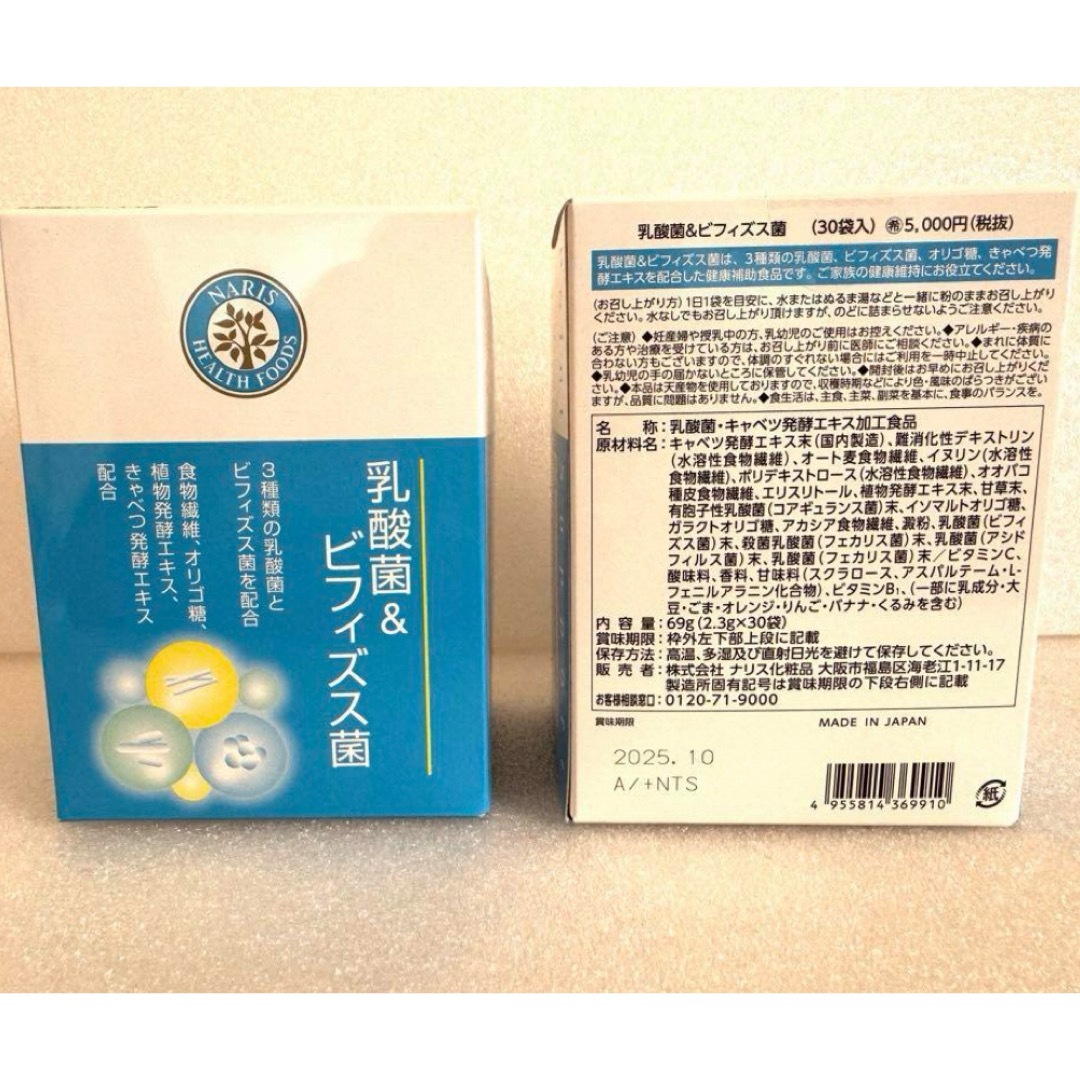 NARIS
HEALTH FOODS
乳酸菌&
ビフィズス菌
3種類の乳酸菌と
ビフィズス菌を配合
食物繊維、オリゴ糖、
植物発酵エキス、
きゃべつ発酵エキス
配合
乳酸菌&ビフィズス菌 (30袋入) ㊥希5,000円(税抜)
乳酸菌&ビフィズス菌は、3種類の乳酸菌、ビフィズス菌、オリゴ糖、きゃべつ発
酵エキスを配合した健康補助食品です。ご家族の健康維持にお役立てください。
(お召し上がり方)1日1袋を目安に、水またはぬるま湯などと一緒に粉のままお召し上がり
ください。水なしでもお召し上がり頂けますが、のどに詰まらせないようご注意ください。
(ご注意)◆妊産婦や授乳中の方、乳幼児のご使用はお控えください。◆アレルギー・疾病の
ある方や治療を受けている方は、お召し上がり前に医師にご相談ください。◆まれに体質に
合わない方もございますので、体調のすぐれない場合にはご利用を一時中止してください。
◆乳幼児の手の届かないところに保管してください。◆開封後はお早めにお召し上がりくだ
さい。◆本品は天産物を使用しておりますので、収穫時期などにより色・風味のばらつきがござい
ますが、品質に問題はありません。◆食生活は、主食、主菜、副菜を基本に、食事のバランスを。
名 称:乳酸菌・キャベツ発酵エキス加工食品
原材料名:キャベツ発酵エキス末(国内製造)、難消化性デキストリン
(水溶性食物繊維)、オート麦食物繊維、イヌリン(水溶性
食物繊維)、ポリデキストロース(水溶性食物繊維)、オオバコ
種皮食物繊維、エリスリトール、植物発酵エキス末、甘草末、
有胞子性乳酸菌(コアギュランス菌)末、イソマルトオリゴ糖、
ガラクトオリゴ糖、アカシア食物繊維、澱粉、乳酸菌(ビフィ
ズス菌)末、殺菌乳酸菌(フェカリス菌)末、乳酸菌(アシド
フィルス菌)末、乳酸菌(フェカリス菌)末/ビタミンC、
酸味料、香料、甘味料(スクラロース、アスパルテーム・L-
フェニルアラニン化合物)、ビタミンB₁、(一部に乳成分・大
豆・ごま・オレンジ・りんご・バナナ・くるみを含む)
内 容 量:69g(2.3g×30袋)
賞味期限:枠外左下部上段に記載
保存方法:高温、多湿及び直射日光を避けて保存してください。
販 売 者:株式会社 ナリス化粧品 大阪市福島区海老江1-11-17
製造所固有記号は賞味期限の下段右側に記載
お客様相談窓口:0120-71-9000
賞味期限
MADE IN JAPAN
2025.10
A/+NTS
4 955814 369910
紙